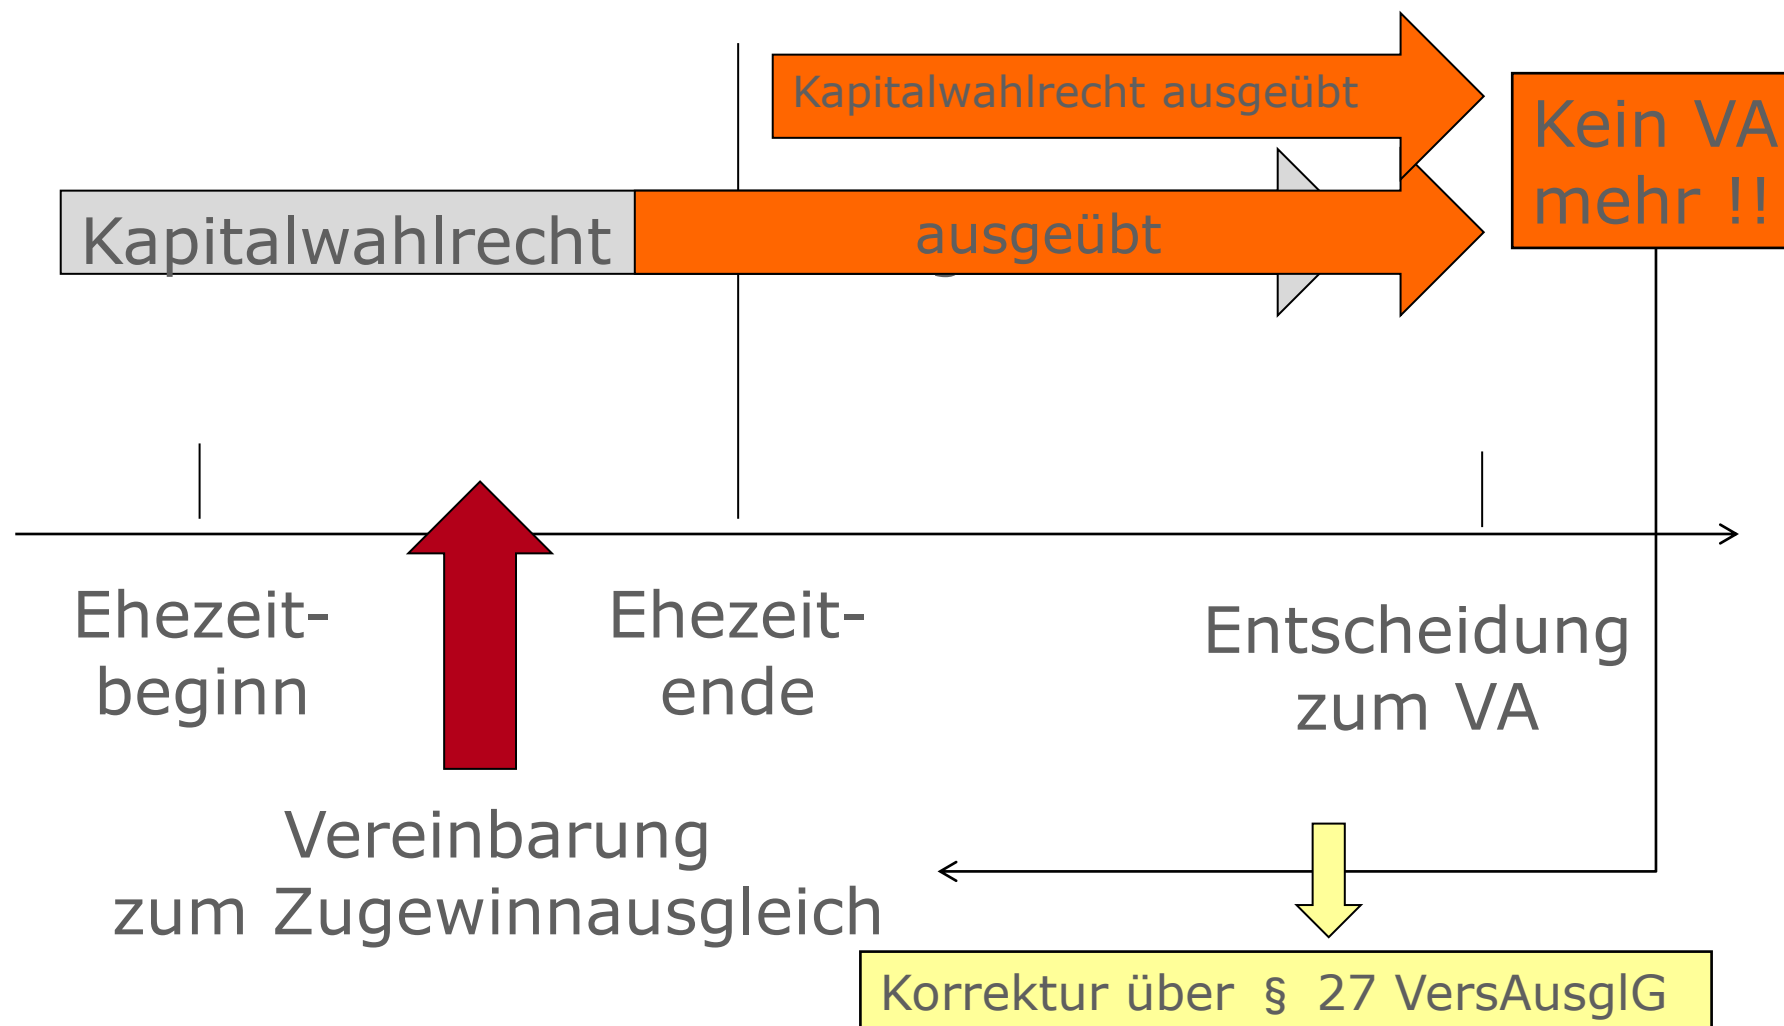 Kapitalwahlrecht ausgeübt
Kein VA
mehr !!
Kapitalwahlrecht
ausgeübt
Ehezeit-
beginn
Ehezeit-
ende
Entscheidung
zum VA
Vereinbarung
zum Zugewinnausgleich
Korrektur über § 27 VersAusglG